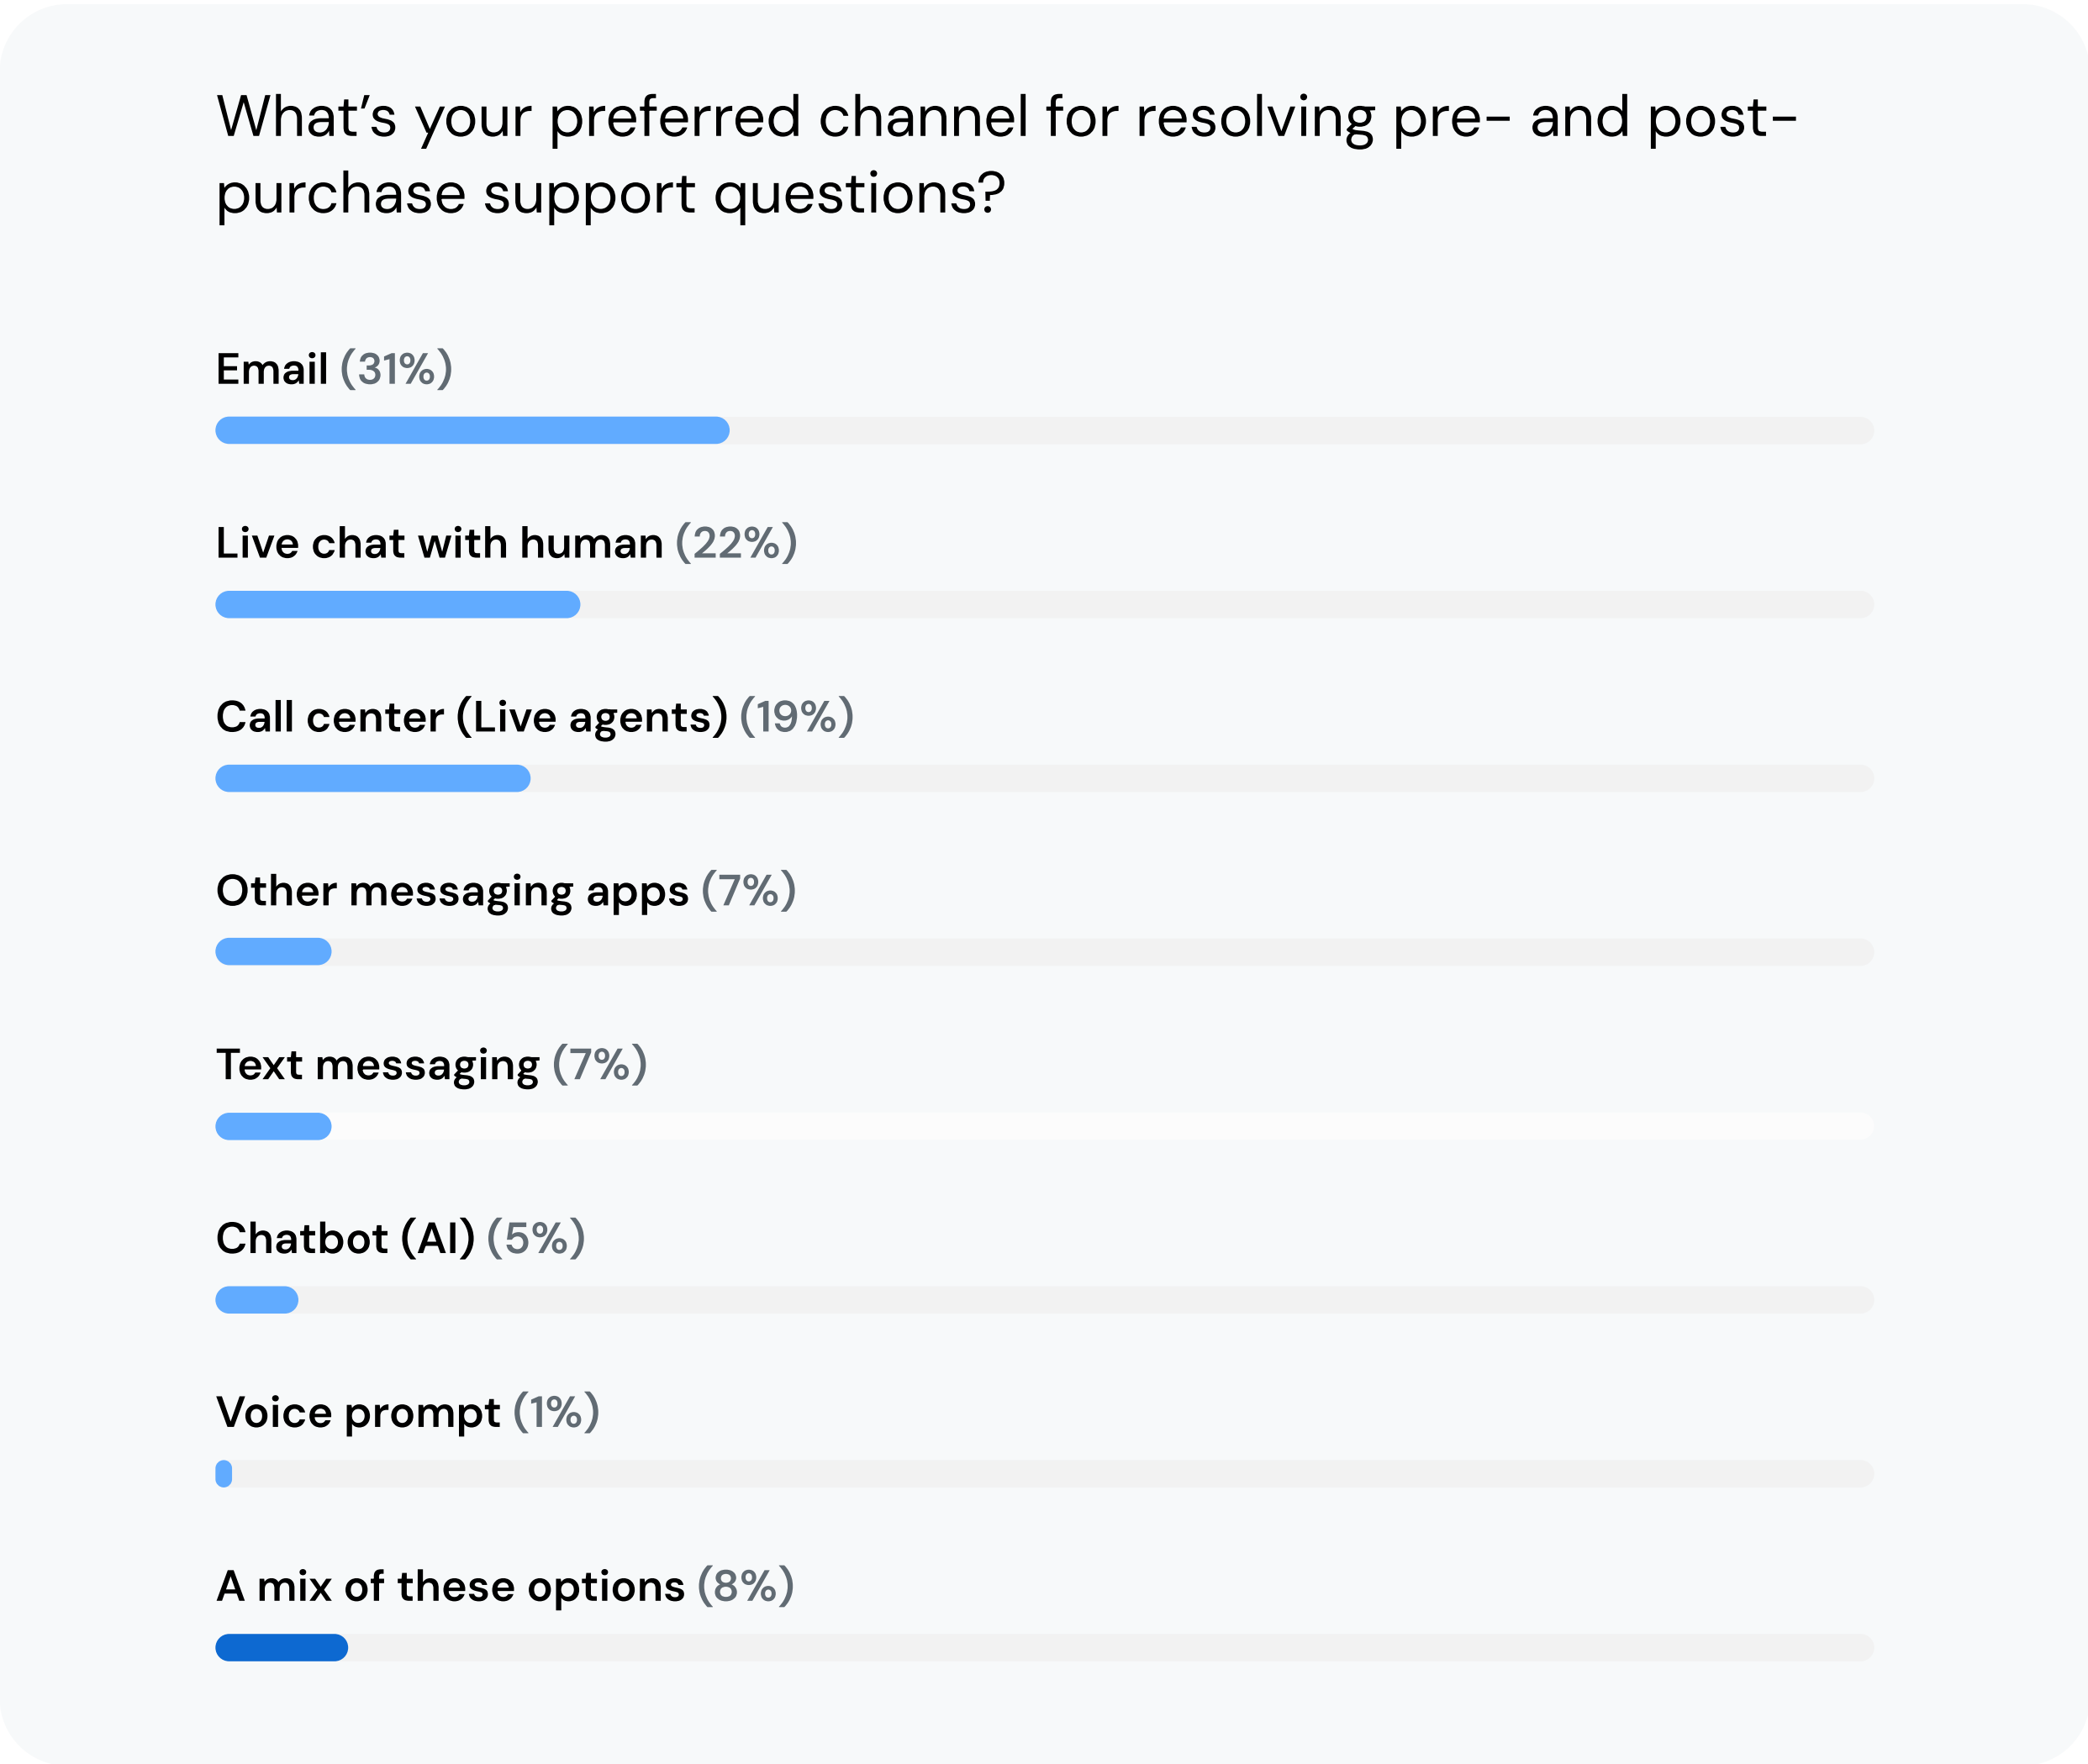 What's your preferred channel for resolving pre- and post-
purchase support questions?
Email (31%)
Live chat with human (22%)
Call center (Live agents) (19%)
Other messaging apps (7%)
Text messaging (7%)
Chatbot (AI) (5%)
Voice prompt (1%)
A mix of these options (8%)